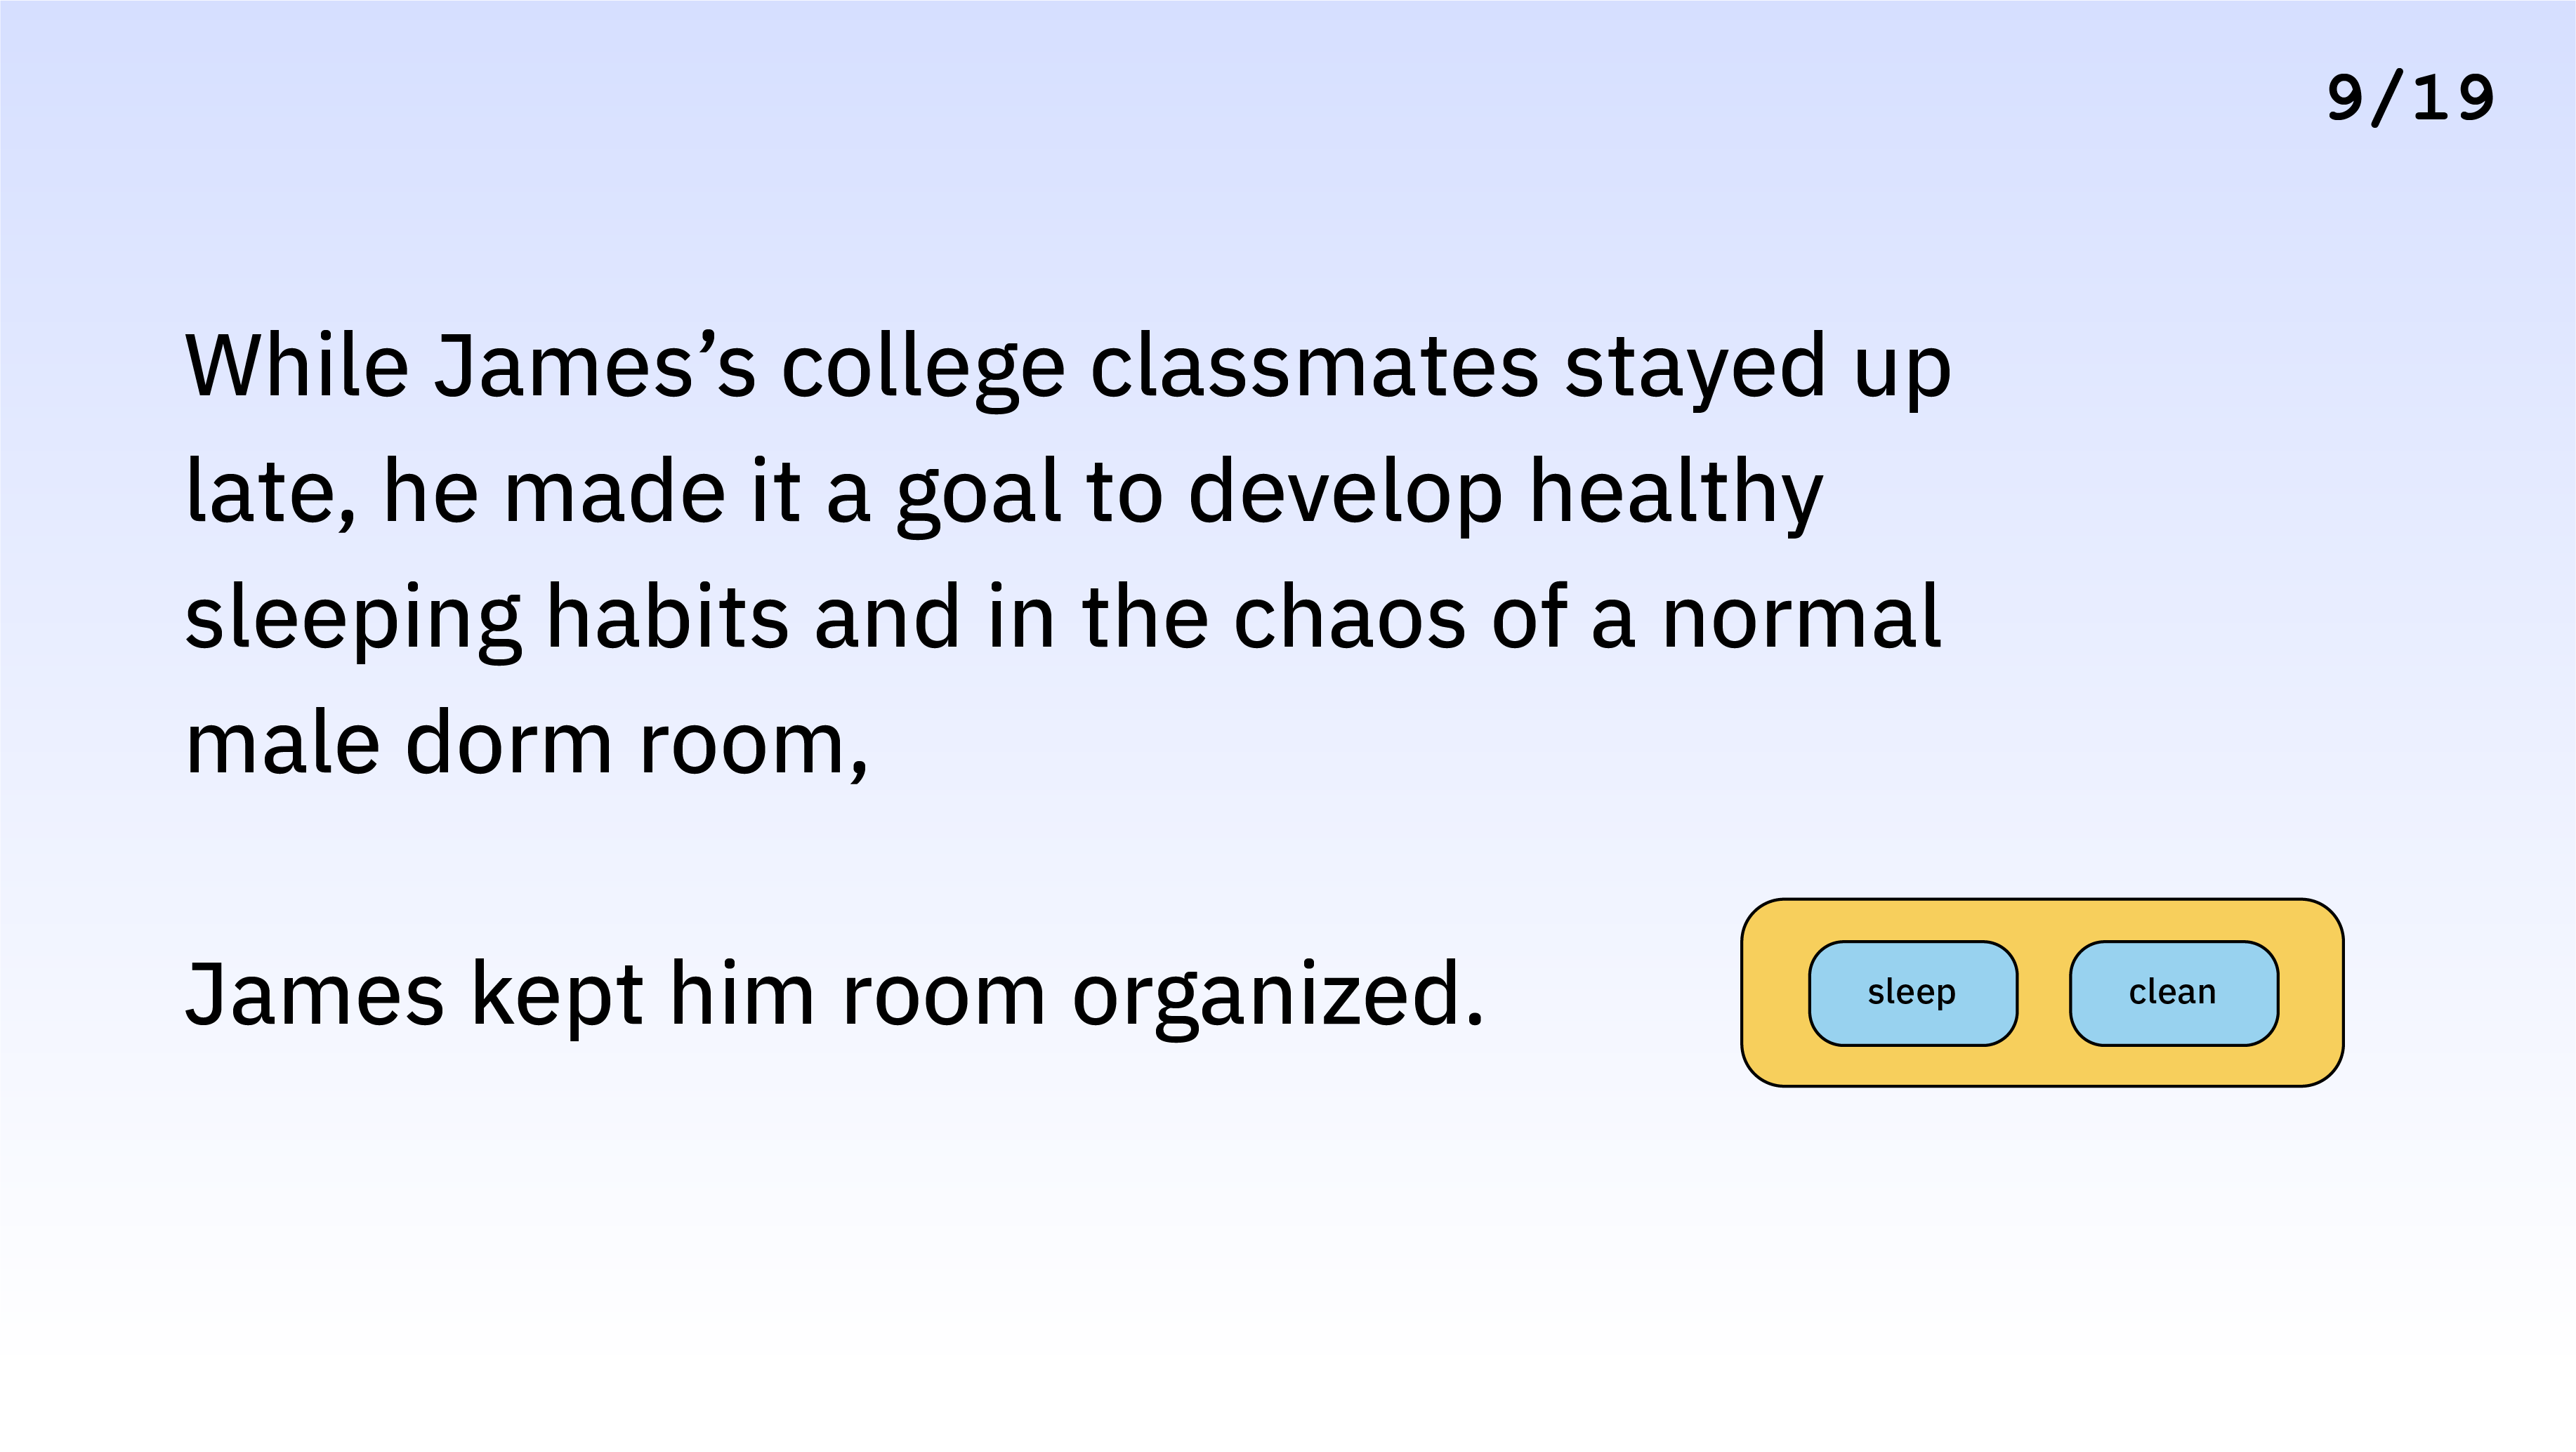 9/19
While James’s college classmates stayed up
late, he made it a goal to develop healthy
sleeping habits and in the chaos of a normal
male dorm room,
James kept him room organized.
sleep
clean